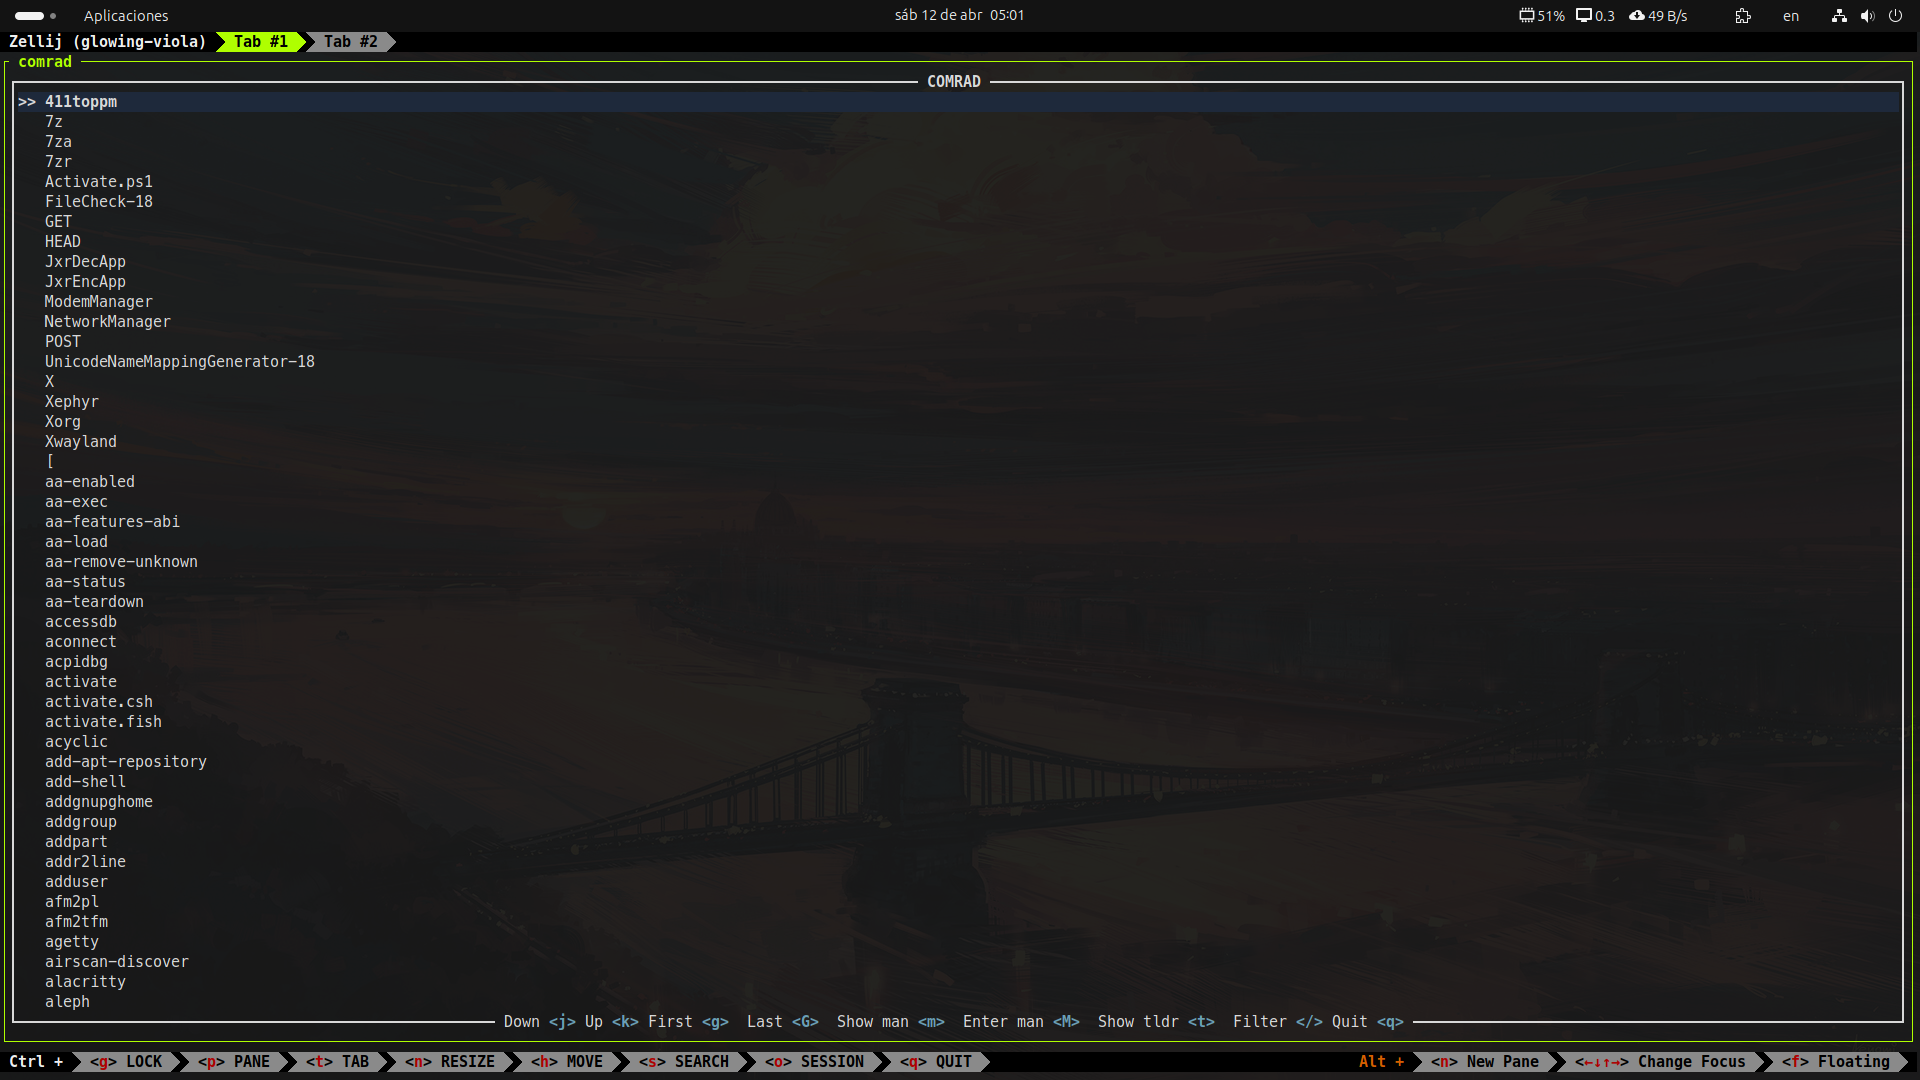 Aplicaciones sáb 12 de abr 05:01 51% 0.3 49 B/s en
Zellij (glowing-viola) Tab #1 Tab #2
comrad
COMRAD
>> 411toppm
7z
7za
7zr
Activate.ps1
FileCheck-18
GET
HEAD
JxrDecApp
JxrEncApp
ModemManager
NetworkManager
POST
UnicodeNameMappingGenerator-18
X
Xephyr
Xorg
Xwayland
[
aa-enabled
aa-exec
aa-features-abi
aa-load
aa-remove-unknown
aa-status
aa-teardown
accessdb
aconnect
acpidbg
activate
activate.csh
activate.fish
acyclic
add-apt-repository
add-shell
addgnupghome
addgroup
addpart
addr2line
adduser
afm2pl
afm2tfm
agetty
airscan-discover
alacritty
aleph
Down <j> Up <k> First <g> Last <G> Show man <m> Enter man <M> Show tldr <t> Filter </> Quit <q>
Ctrl + <g> LOCK <p> PANE <t> TAB <n> RESIZE <h> MOVE <s> SEARCH <o> SESSION <q> QUIT Alt + <n> New Pane <←↓↑→> Change Focus <f> Floating